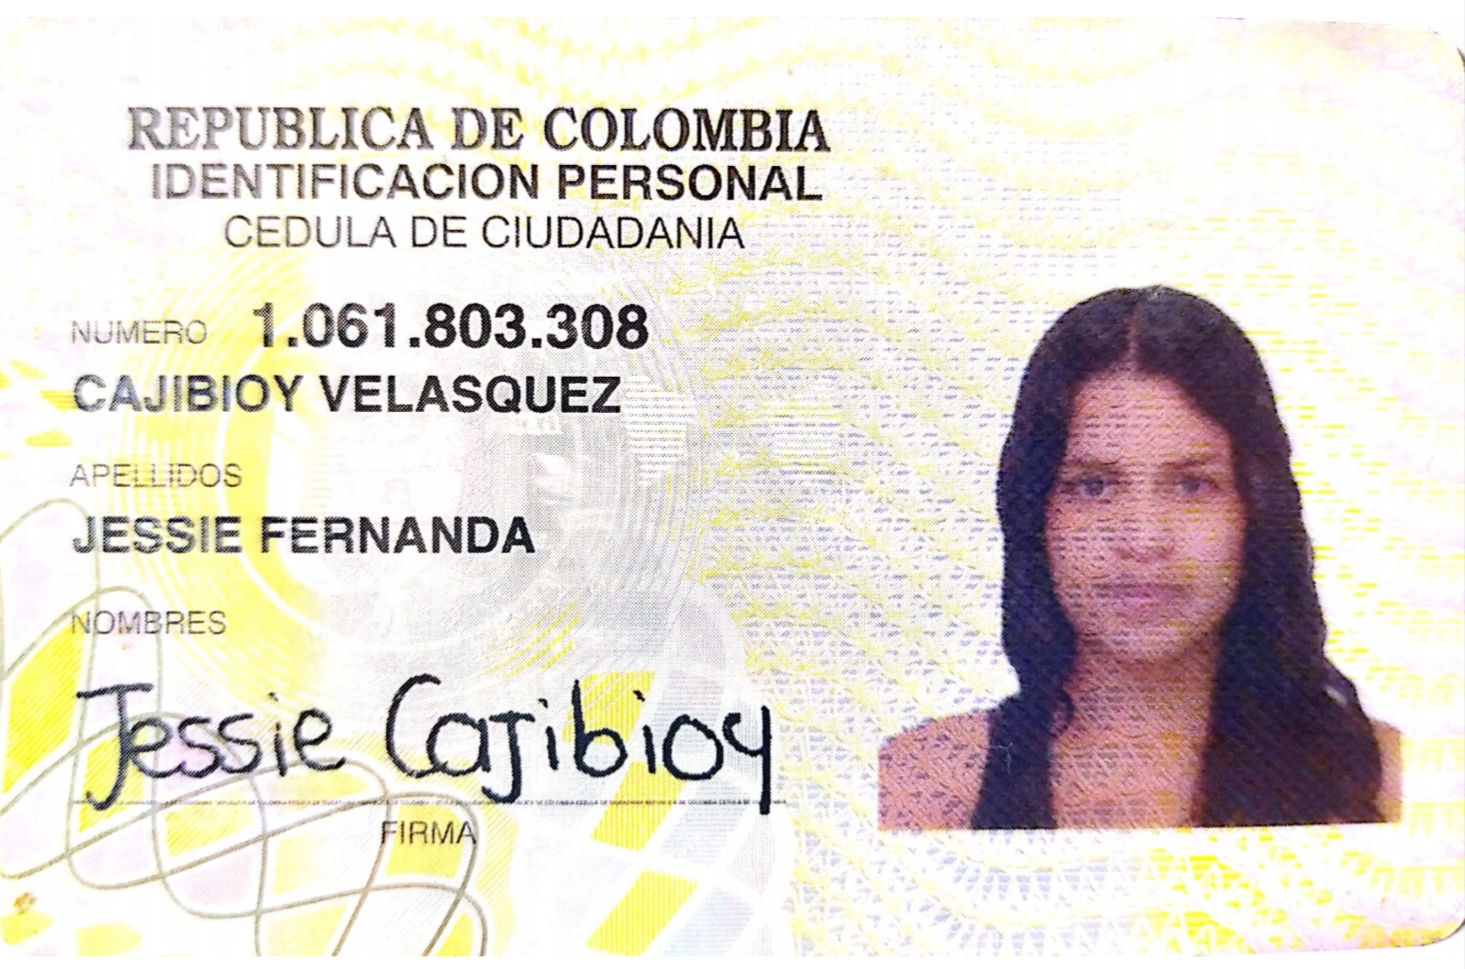 REPUBLICA DE COLOMBIA
IDENTIFICACION PERSONAL
CEDULA DE CIUDADANIA
NUMERO 1.061.803.308
CAJIBIOY VELASQUEZ
APELLIDOS
JESSIE FERNANDA
NOMBRES
Jessie Cajibioy
FIRMA